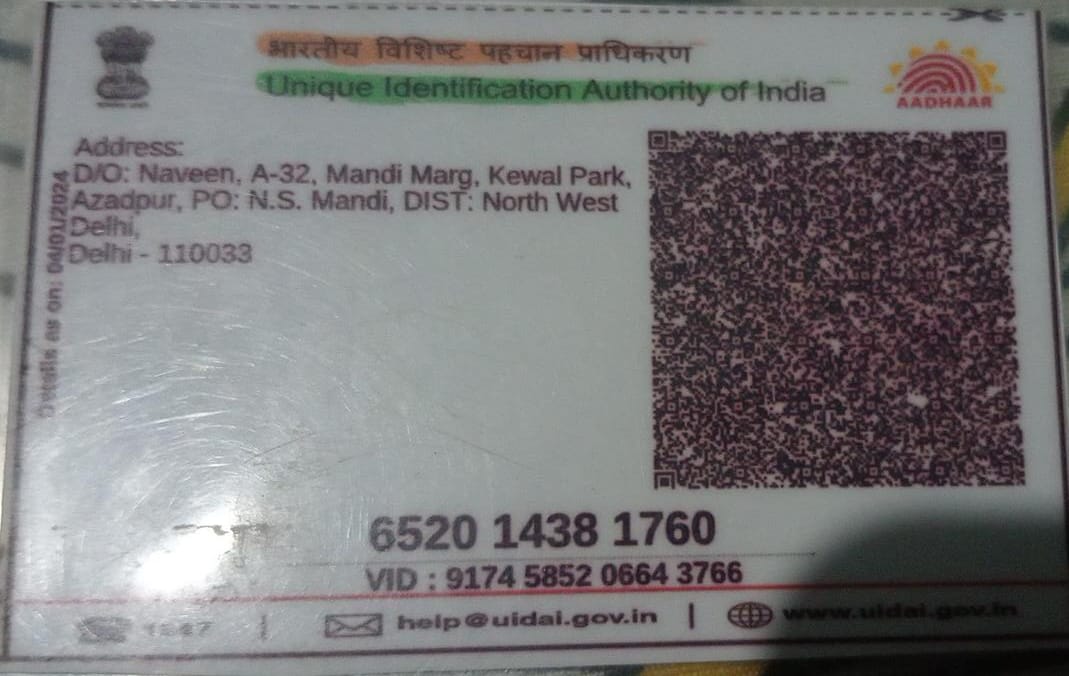 भारतीय विशिष्ट पहचान प्राधिकरण
Unique Identification Authority of India
AADHAAR
Address:
D/O: Naveen, A-32, Mandi Marg, Kewal Park,
Azadpur, PO: N.S. Mandi, DIST: North West
Delhi,
Delhi - 110033
Details as on: 04/01/2024
6520 1438 1760
VID : 9174 5852 0664 3766
1947 | help@uidai.gov.in | www.uidai.gov.in